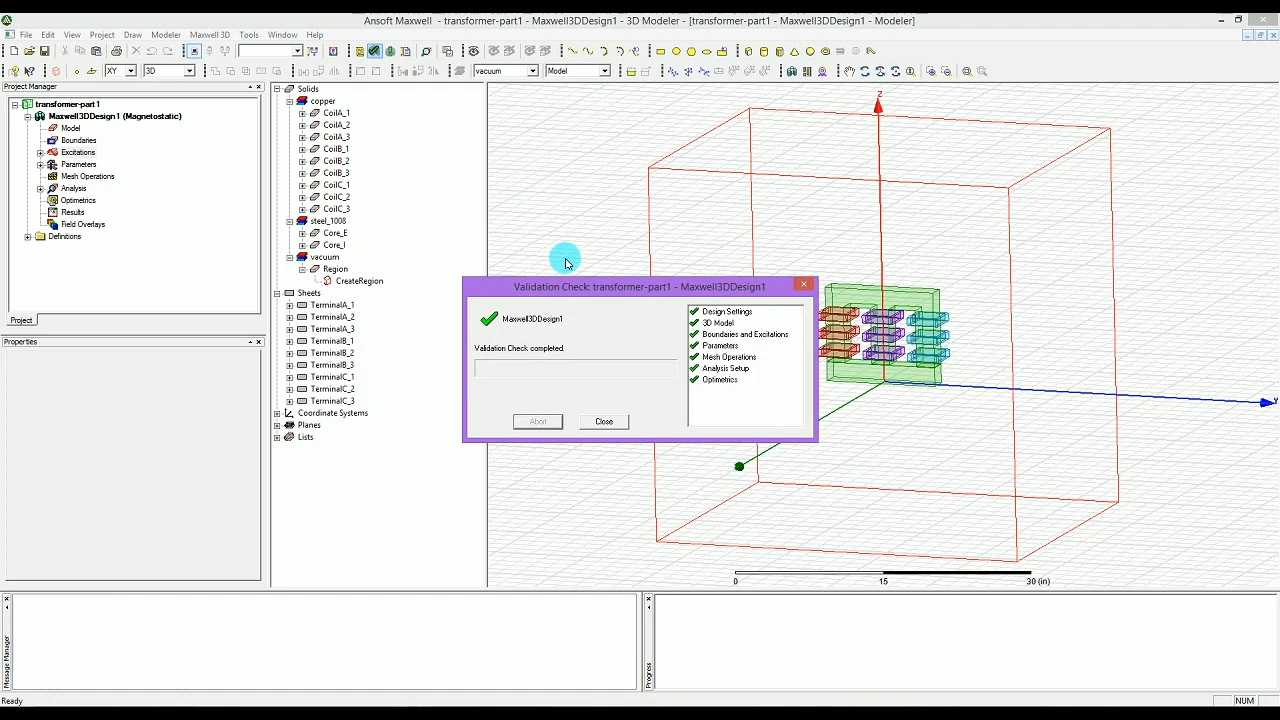 Ansoft Maxwell - transformer-part1 - Maxwell3DDesign1 - 3D Modeler - [transformer-part1 - Maxwell3DDesign1 - Modeler]
File Edit View Project Draw Modeler Maxwell 3D Tools Window Help
XY 3D vacuum Model
Project Manager
transformer-part1
Maxwell3DDesign1 (Magnetostatic)
Model
Boundaries
Excitations
Parameters
Mesh Operations
Analysis
Optimetrics
Results
Field Overlays
Definitions
Project
Properties
Solids
copper
CoilA_1
CoilA_2
CoilA_3
CoilB_1
CoilB_2
CoilB_3
CoilC_1
CoilC_2
CoilC_3
steel_1008
Core_E
Core_I
vacuum
Region
CreateRegion
Sheets
TerminalA_1
TerminalA_2
TerminalA_3
TerminalB_1
TerminalB_2
TerminalB_3
TerminalC_1
TerminalC_2
TerminalC_3
Coordinate Systems
Planes
Lists
Z
Validation Check: transformer-part1 - Maxwell3DDesign1
Maxwell3DDesign1
Validation Check completed.
Abort
Close
Design Settings
3D Model
Boundaries and Excitations
Parameters
Mesh Operations
Analysis Setup
Optimetrics
0 15 30 (in)
Message Manager
Progress
Ready
NUM